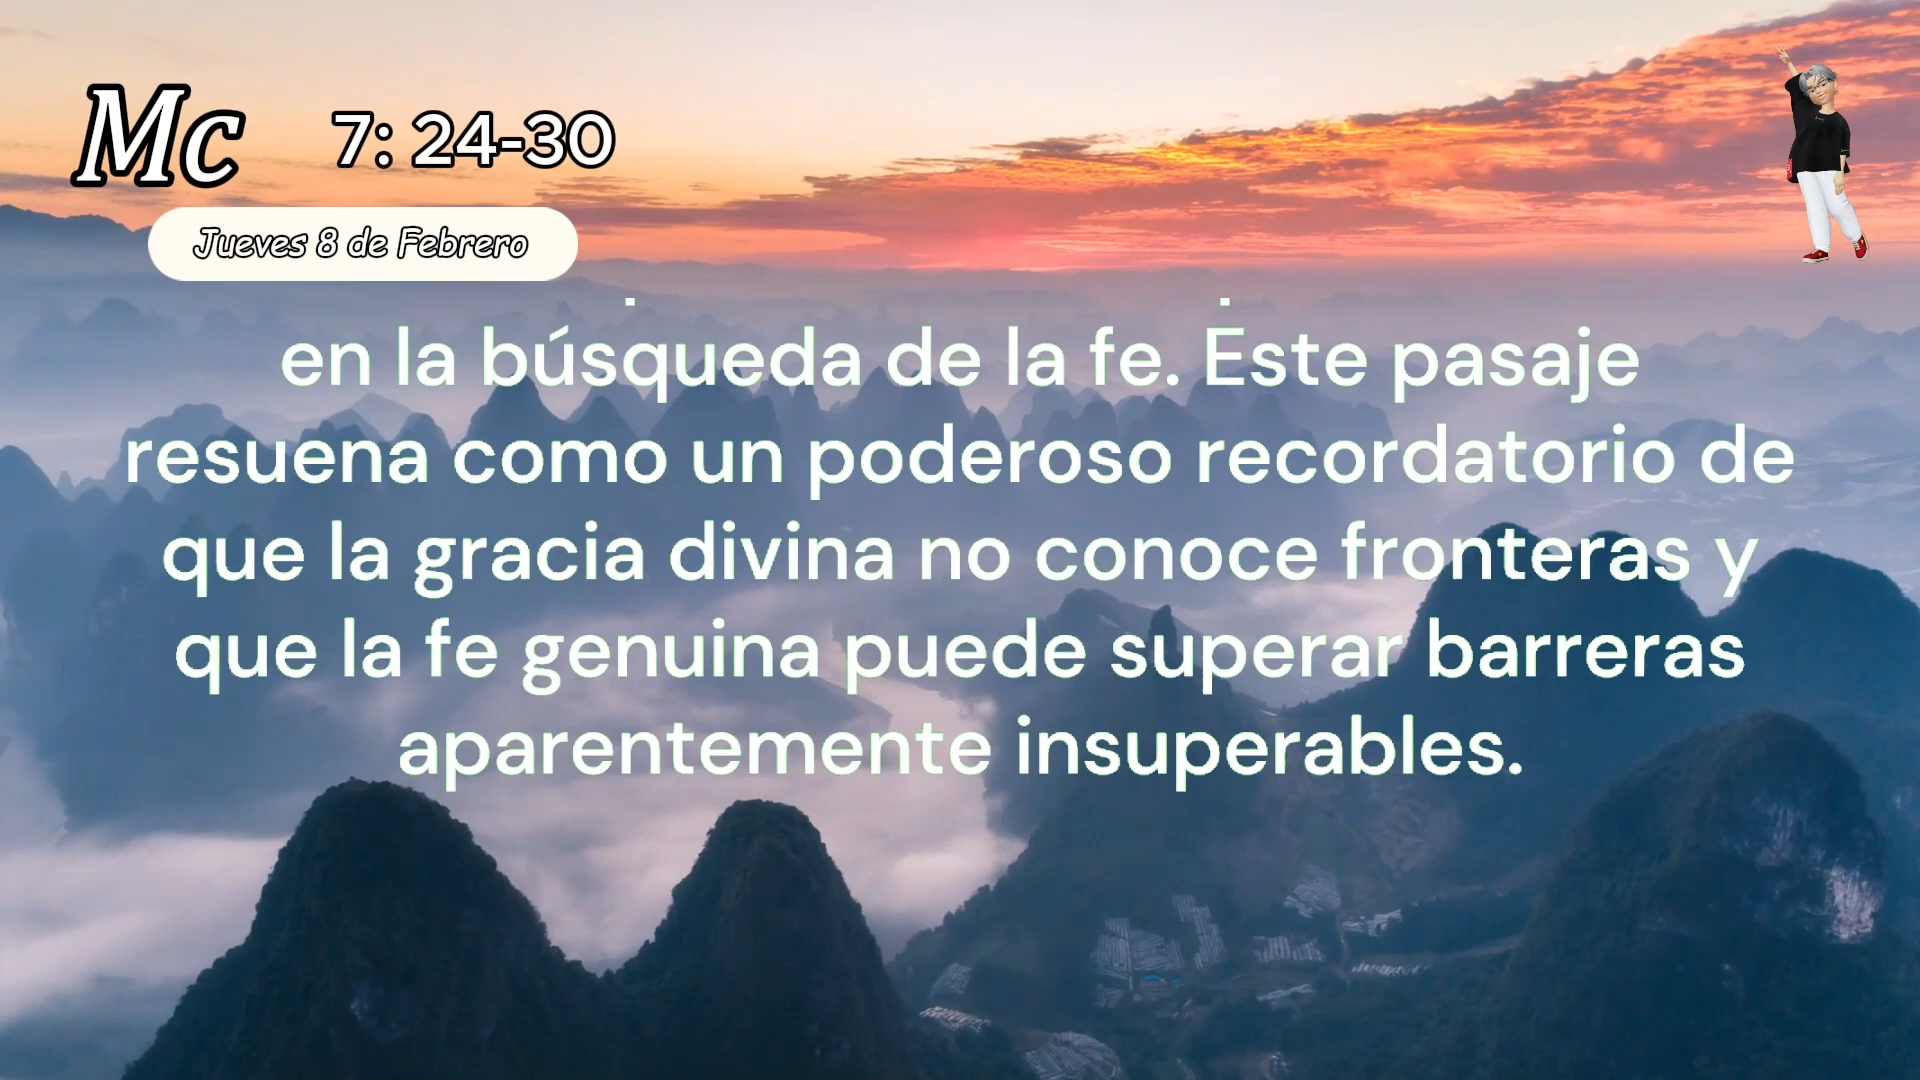 Mc 7: 24-30
Jueves 8 de Febrero
en la búsqueda de la fe. Este pasaje
resuena como un poderoso recordatorio de
que la gracia divina no conoce fronteras y
que la fe genuina puede superar barreras
aparentemente insuperables.